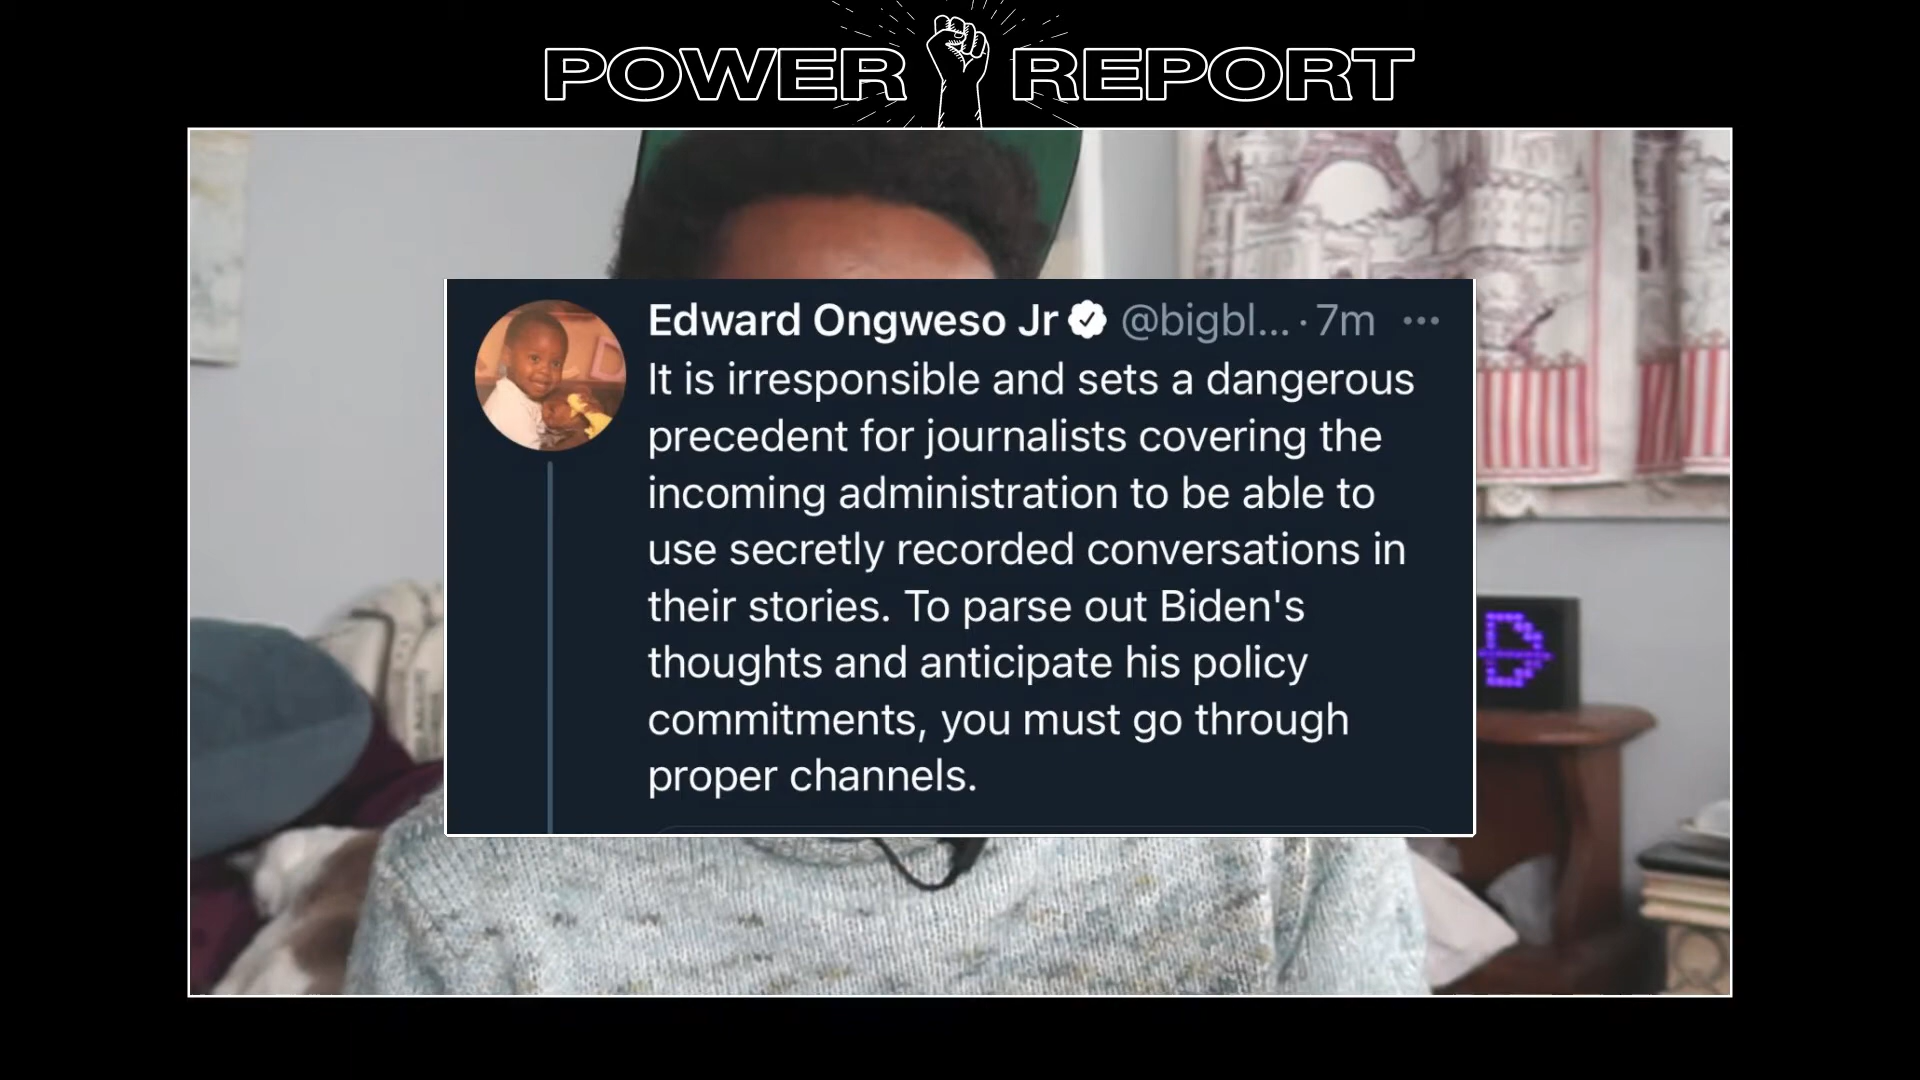 POWER REPORT
Edward Ongweso Jr @bigbl... · 7m ...
It is irresponsible and sets a dangerous
precedent for journalists covering the
incoming administration to be able to
use secretly recorded conversations in
their stories. To parse out Biden's
thoughts and anticipate his policy
commitments, you must go through
proper channels.